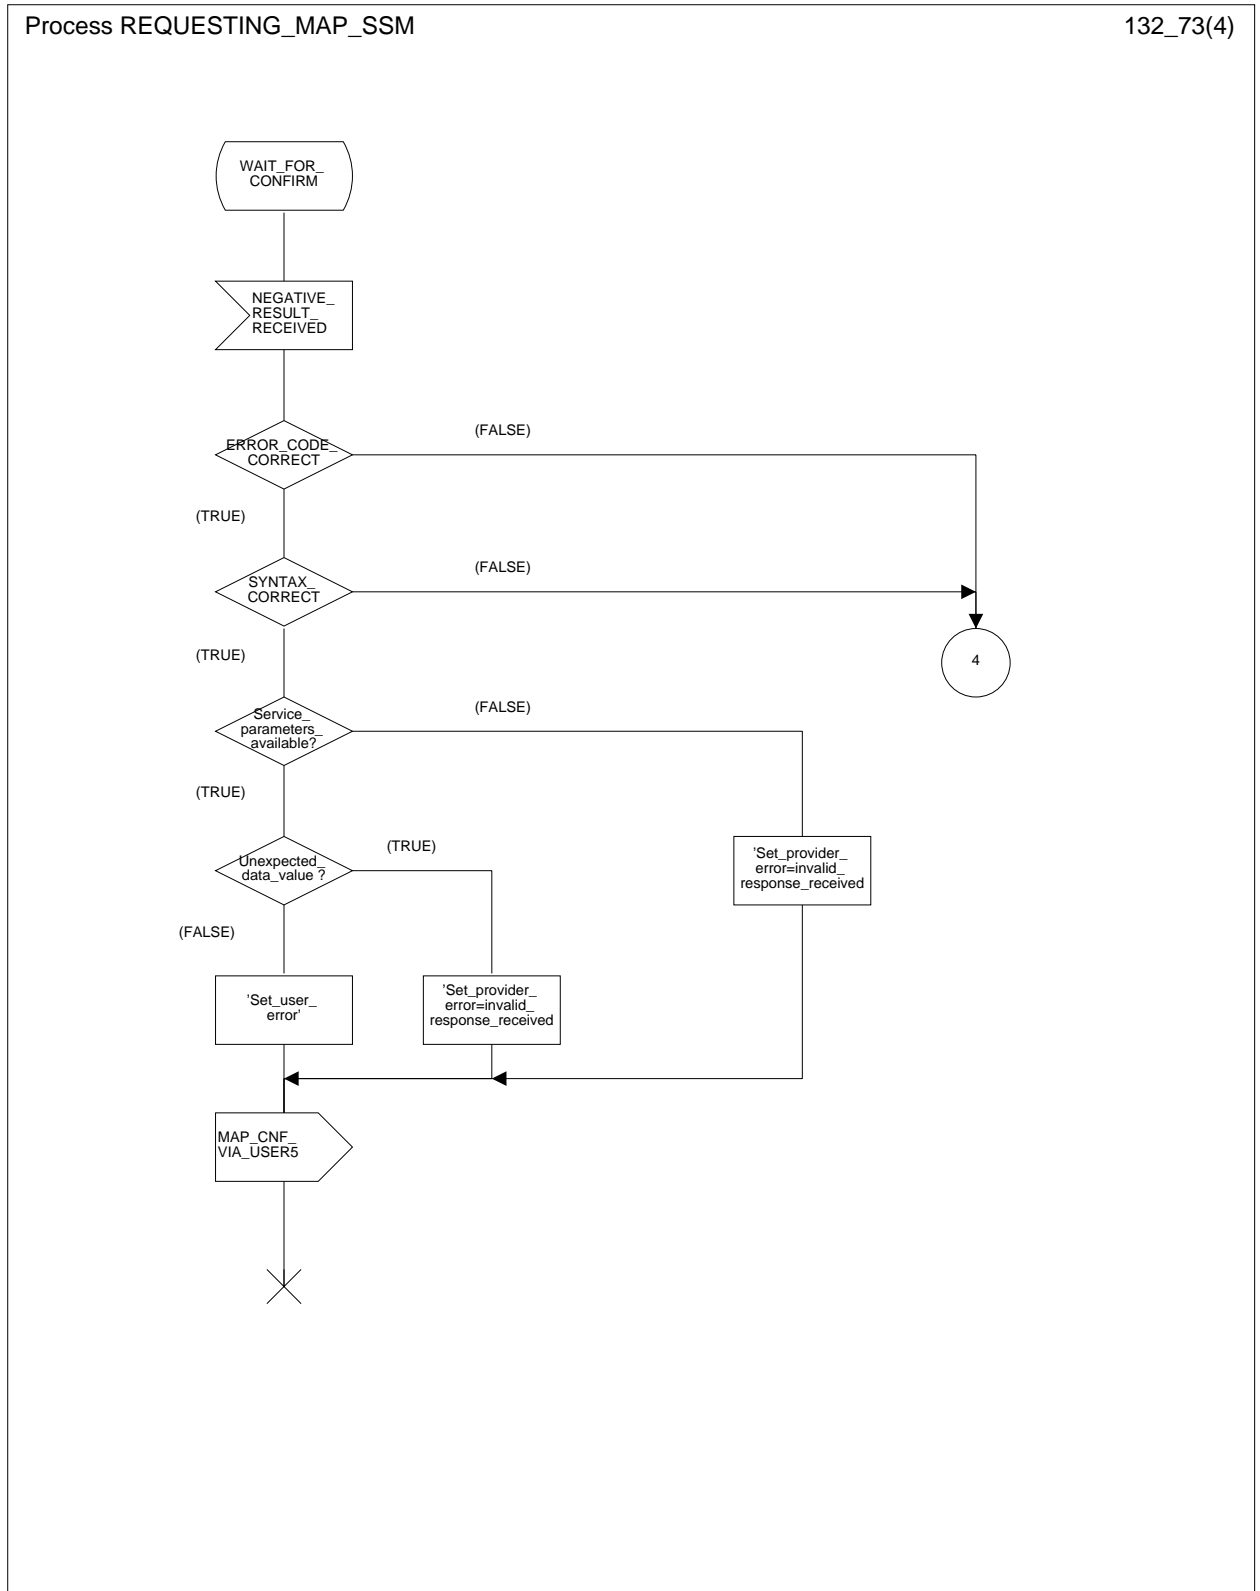 Process REQUESTING_MAP_SSM
132_73(4)
WAIT_FOR_
CONFIRM
NEGATIVE_
RESULT_
RECEIVED
ERROR_CODE_
CORRECT
(FALSE)
(TRUE)
SYNTAX_
CORRECT
(FALSE)
(TRUE)
4
Service_
parameters_
available?
(FALSE)
(TRUE)
Unexpected_
data_value ?
(TRUE)
'Set_provider_
error=invalid_
response_received
(FALSE)
'Set_user_
error'
'Set_provider_
error=invalid_
response_received
MAP_CNF_
VIA_USER5